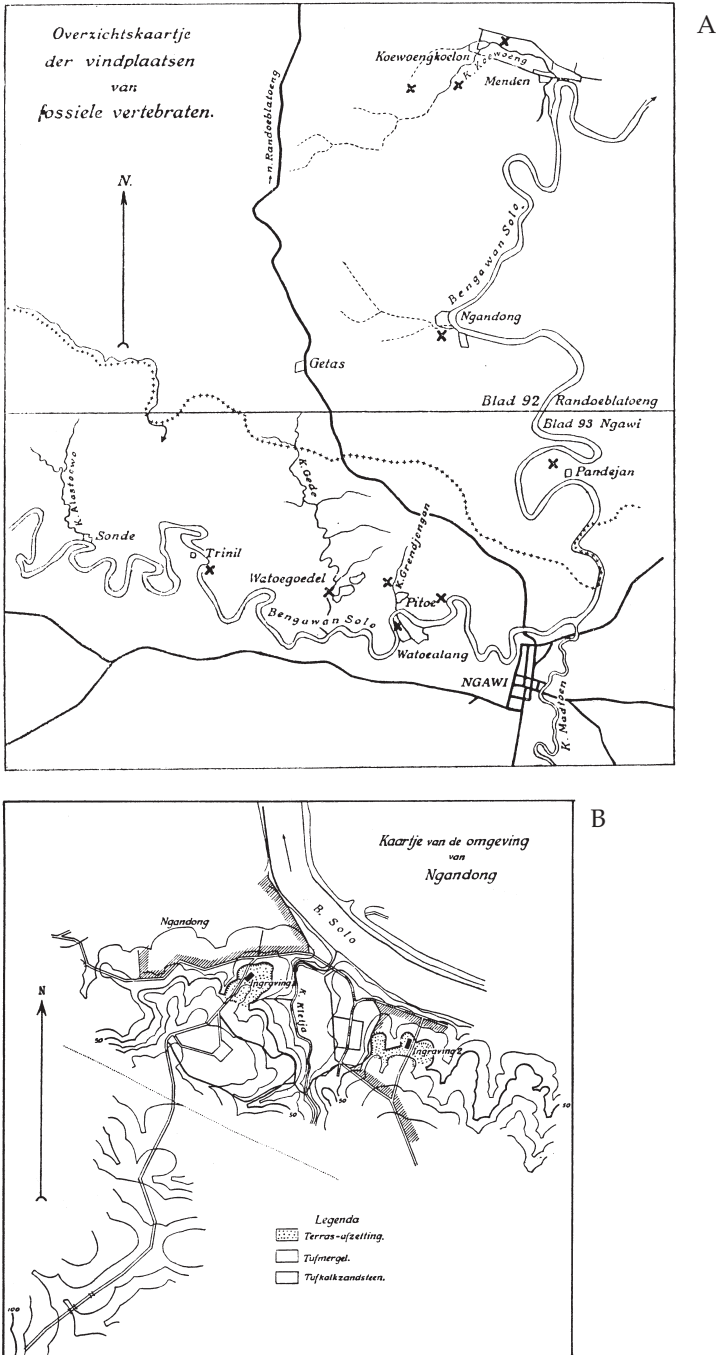 A
Overzichtskaartje
der vindplaatsen
van
fossiele vertebraten.
N.
→ n. Randoeblatoeng
Koewoengkoelon
K. Koewoeng
Menden
Bengawan Solo
Ngandong
Getas
Blad 92 Randoeblatoeng
Blad 93 Ngawi
Pandejan
K. Alastoewo
Sonde
Trinil
K. Gede
Watoegoedel
K. Grendjengan
Pitoe
Bengawan Solo
Watoealang
NGAWI
K. Madioen
B
Kaartje van de omgeving
van
Ngandong
Ngandong
B. Solo
N
Ingraving 1
K. Kleija
Ingraving 2
50
50
50
50
100
Legenda
Terras-afzetting.
Tufmergel.
Tufkalkzandsteen.